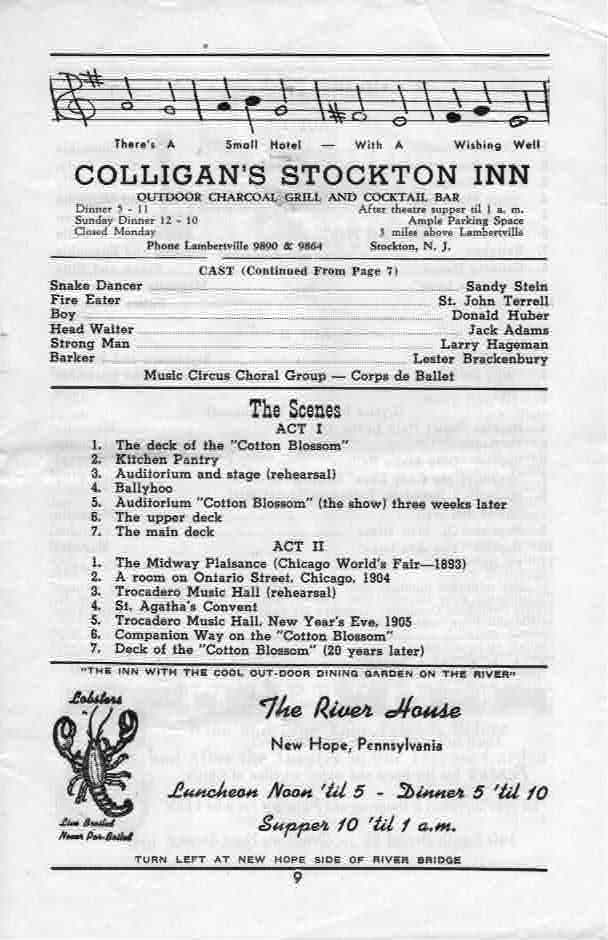 There's A Small Hotel — With A Wishing Well
COLLIGAN'S STOCKTON INN
OUTDOOR CHARCOAL GRILL AND COCKTAIL BAR
Dinner 5 - 11 After theatre supper til 1 a. m.
Sunday Dinner 12 - 10 Ample Parking Space
Closed Monday 3 miles above Lambertville
Phone Lambertville 9890 & 9864 Stockton, N. J.
CAST (Continued From Page 7)
Snake Dancer Sandy Stein
Fire Eater St. John Terrell
Boy Donald Huber
Head Waiter Jack Adams
Strong Man Larry Hageman
Barker Lester Brackenbury
Music Circus Choral Group — Corps de Ballet
The Scenes
ACT I
1. The deck of the "Cotton Blossom"
2. Kitchen Pantry
3. Auditorium and stage (rehearsal)
4. Ballyhoo
5. Auditorium "Cotton Blossom" (the show) three weeks later
6. The upper deck
7. The main deck
ACT II
1. The Midway Plaisance (Chicago World's Fair—1893)
2. A room on Ontario Street, Chicago, 1904
3. Trocadero Music Hall (rehearsal)
4. St. Agatha's Convent
5. Trocadero Music Hall, New Year's Eve, 1905
6. Companion Way on the "Cotton Blossom"
7. Deck of the "Cotton Blossom" (20 years later)
"THE INN WITH THE COOL OUT-DOOR DINING GARDEN ON THE RIVER"
Lobsters
Live Broiled
Never Par-Boiled
The River House
New Hope, Pennsylvania
Luncheon Noon 'til 5 - Dinner 5 'til 10
Supper 10 'til 1 a.m.
TURN LEFT AT NEW HOPE SIDE OF RIVER BRIDGE
9